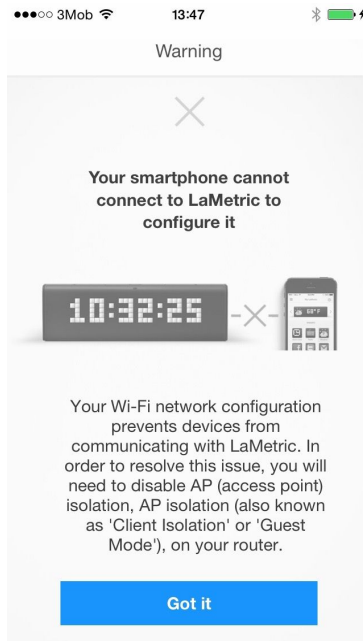 3Mob 13:47
Warning
Your smartphone cannot
connect to LaMetric to
configure it
10:32:25
68°F
Your Wi-Fi network configuration
prevents devices from
communicating with LaMetric. In
order to resolve this issue, you will
need to disable AP (access point)
isolation, AP isolation (also known
as 'Client Isolation' or 'Guest
Mode'), on your router.
Got it